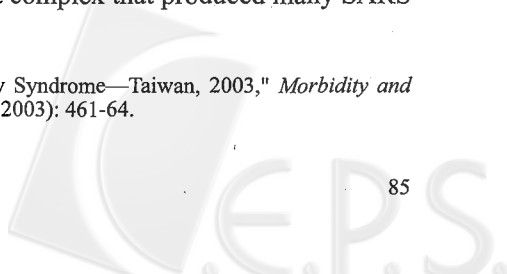 complex that produced many SARS
Syndrome—Taiwan, 2003," Morbidity and
2003): 461-64.
85
C.E.P.S.